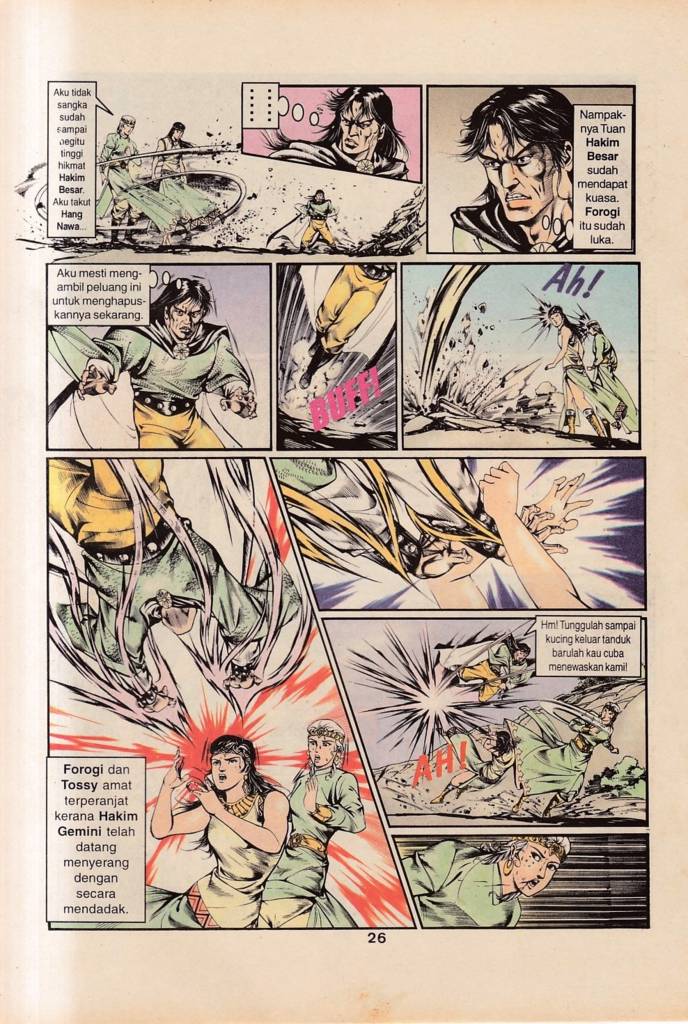 Aku tidak
sangka
sudah
sampai
begitu
tinggi
hikmat
Hakim
Besar.
Aku takut
Hang
Nawa...
Nampak-
nya Tuan
Hakim
Besar
sudah
mendapat
kuasa.
Forogi
itu sudah
luka.
Aku mesti meng-
ambil peluang ini
untuk menghapus-
kannya sekarang.
BUFF!
Ah!
Forogi dan
Tossy amat
terperanjat
kerana Hakim
Gemini telah
datang
menyerang
dengan
secara
mendadak.
Hm! Tunggulah sampai
kucing keluar tanduk
barulah kau cuba
menewaskan kami!
AH!
26